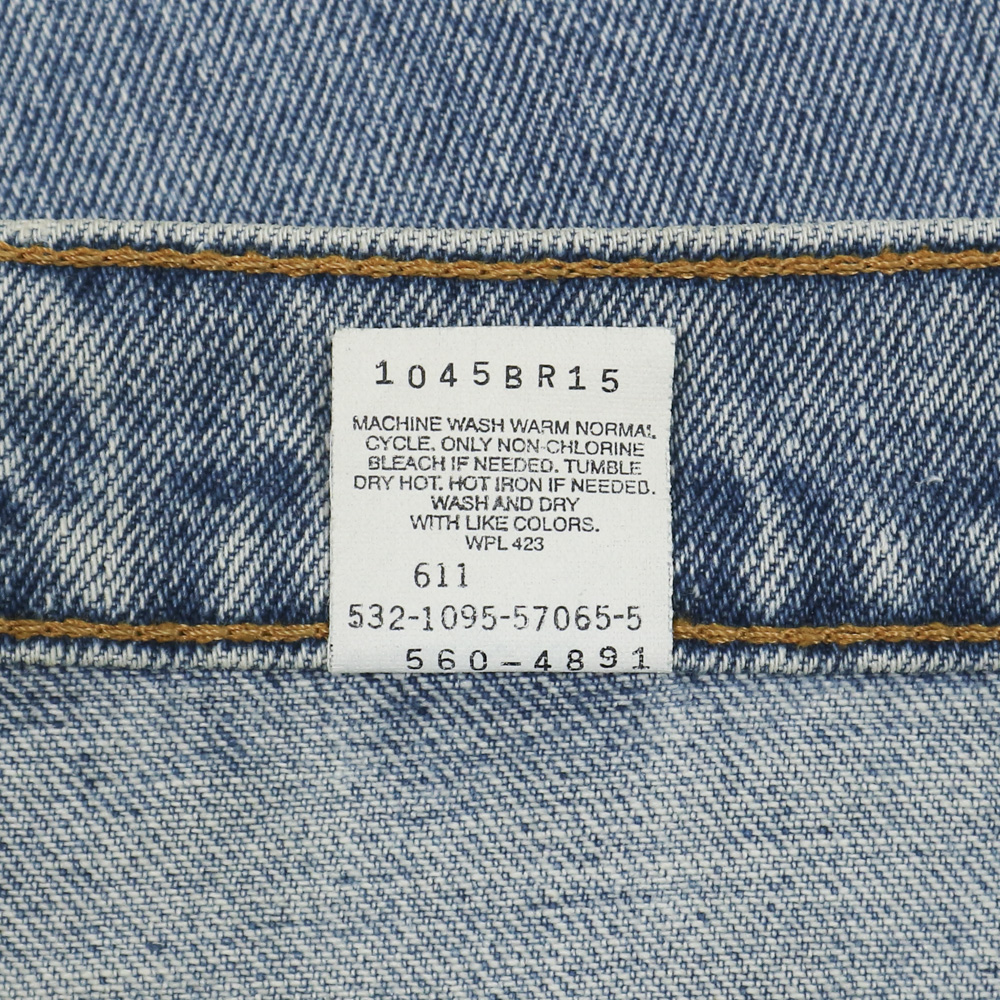 1045BR15
MACHINE WASH WARM NORMAL
CYCLE. ONLY NON-CHLORINE
BLEACH IF NEEDED. TUMBLE
DRY HOT. HOT IRON IF NEEDED.
WASH AND DRY
WITH LIKE COLORS.
WPL 423
611
532-1095-57065-5
560-4891